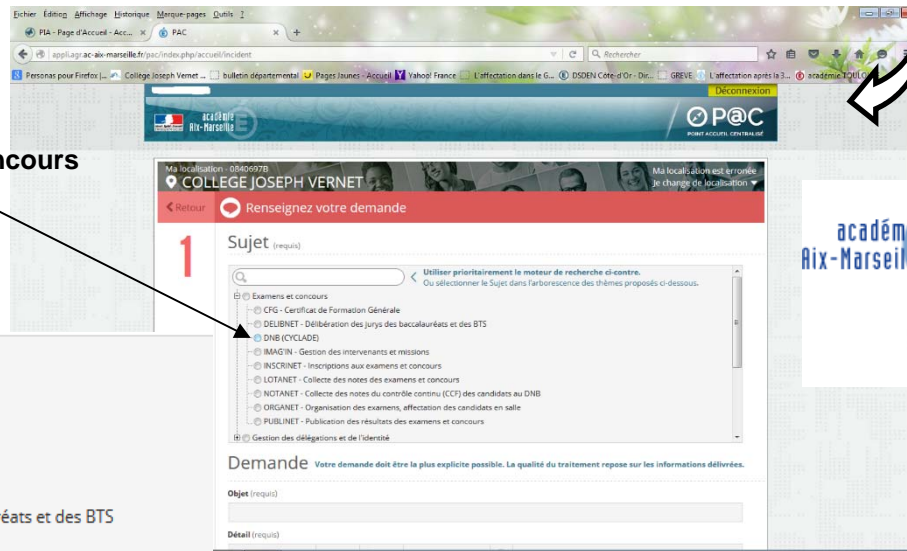 Fichier Édition Affichage Historique Marque-pages Outils ?
PIA - Page d'Accueil - Acc... × PAC × +
appli.agr.ac-aix-marseille.fr/pac/index.php/accueil/incident
Rechercher
Personas pour Firefox |... Collège Joseph Vernet ... bulletin départemental Pages Jaunes - Accueil Yahoo! France L'affectation dans le G... DSDEN Côte-d'Or - Dir... GREVE L'affectation après la 3... académie TOULO
Déconnexion
académie
Aix-Marseille
P@C
POINT ACCUEIL CENTRALISÉ
ncours
Ma localisation - 0840697B
COLLEGE JOSEPH VERNET
Ma localisation est erronée
Je change de localisation
Retour
Renseignez votre demande
1
Sujet (requis)
Utiliser prioritairement le moteur de recherche ci-contre.
Ou sélectionner le Sujet dans l'arborescence des thèmes proposés ci-dessous.
Examens et concours
CFG - Certificat de Formation Générale
DELIBNET - Délibération des jurys des baccalauréats et des BTS
DNB (CYCLADE)
IMAG'IN - Gestion des intervenants et missions
INSCRINET - Inscriptions aux examens et concours
LOTANET - Collecte des notes des examens et concours
NOTANET - Collecte des notes du contrôle continu (CCF) des candidats au DNB
ORGANET - Organisation des examens, affectation des candidats en salle
PUBLINET - Publication des résultats des examens et concours
Gestion des délégations et de l'identité
Demande Votre demande doit être la plus explicite possible. La qualité du traitement repose sur les informations délivrées.
Objet (requis)
Détail (requis)
académ
Aix-Marseil
éats et des BTS